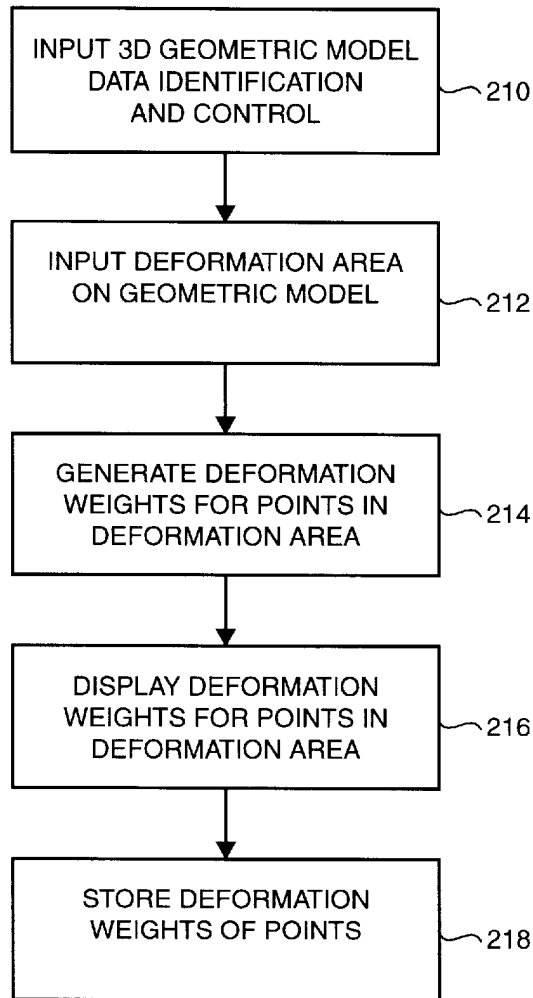 INPUT 3D GEOMETRIC MODEL
DATA IDENTIFICATION
AND CONTROL
210
INPUT DEFORMATION AREA
ON GEOMETRIC MODEL
212
GENERATE DEFORMATION
WEIGHTS FOR POINTS IN
DEFORMATION AREA
214
DISPLAY DEFORMATION
WEIGHTS FOR POINTS IN
DEFORMATION AREA
216
STORE DEFORMATION
WEIGHTS OF POINTS
218